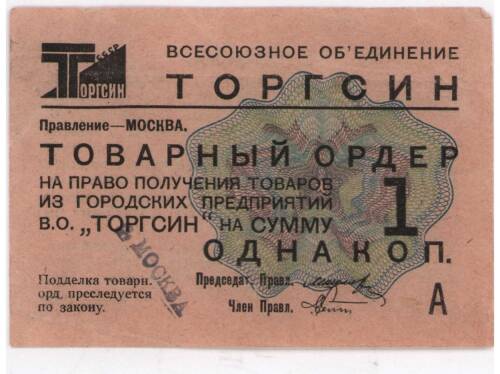 СССР
ТОРГСИН
ВСЕСОЮЗНОЕ ОБ'ЕДИНЕНИЕ
ТОРГСИН
Правление—МОСКВА.
ТОВАРНЫЙ ОРДЕР
НА ПРАВО ПОЛУЧЕНИЯ ТОВАРОВ
ИЗ ГОРОДСКИХ ПРЕДПРИЯТИЙ
В.О. „ТОРГСИН" НА СУММУ
1
ОДНА КОП.
МОСКВА
Подделка товарн.
орд. преследуется
по закону.
Председат. Правл.
Член Правл.
А